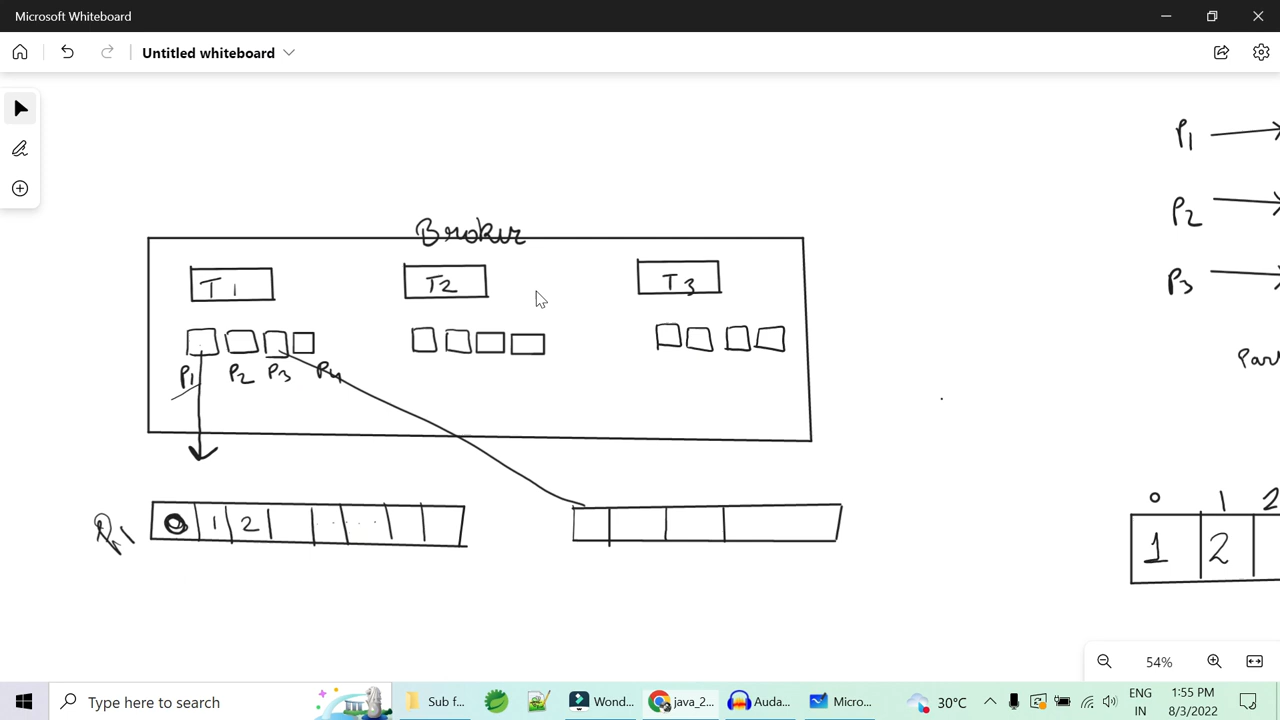 Microsoft Whiteboard
Untitled whiteboard
P1
P2
P3
Broker
T1 T2 T3
P1 P2 P3 P4
Par
0 1 2
P1 0 1 2
1 2
54%
Type here to search
Sub f...
Wond...
java_2...
Auda...
Micro...
30°C
ENG
IN
1:55 PM
8/3/2022